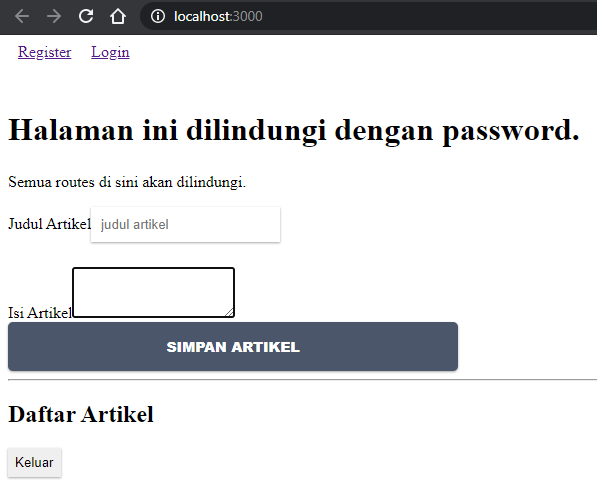 localhost:3000
Register Login
Halaman ini dilindungi dengan password.
Semua routes di sini akan dilindungi.
Judul Artikel judul artikel
Isi Artikel
SIMPAN ARTIKEL
Daftar Artikel
Keluar